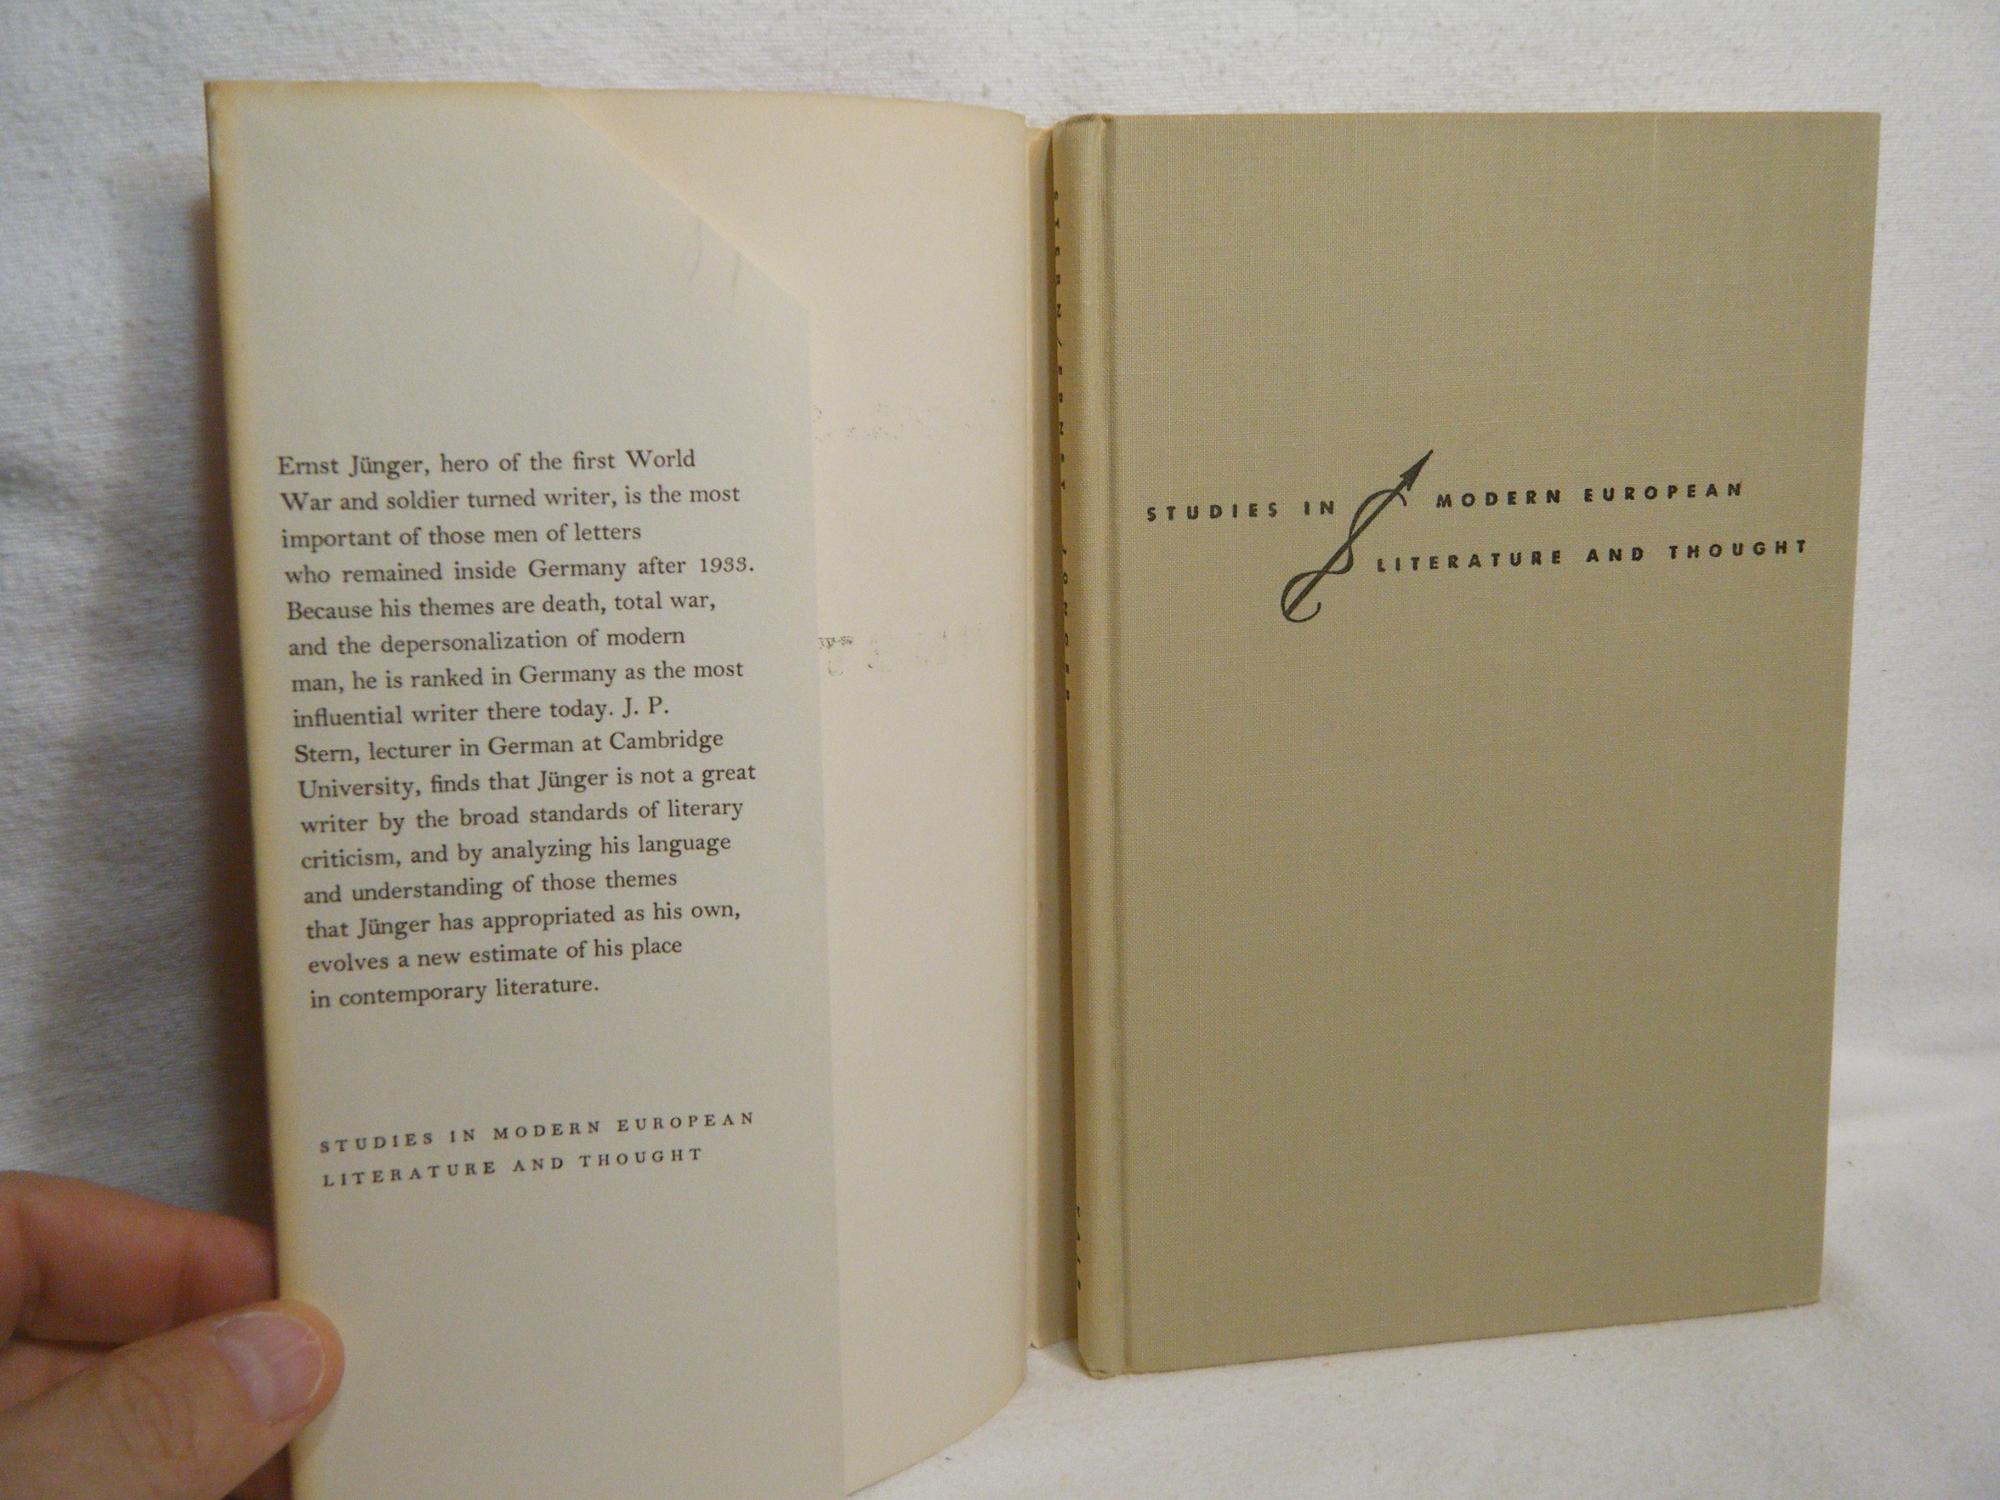 Ernst Jünger, hero of the first World
War and soldier turned writer, is the most
important of those men of letters
who remained inside Germany after 1933.
Because his themes are death, total war,
and the depersonalization of modern
man, he is ranked in Germany as the most
influential writer there today. J. P.
Stern, lecturer in German at Cambridge
University, finds that Jünger is not a great
writer by the broad standards of literary
criticism, and by analyzing his language
and understanding of those themes
that Jünger has appropriated as his own,
evolves a new estimate of his place
in contemporary literature.
STUDIES IN MODERN EUROPEAN
LITERATURE AND THOUGHT
STERN / ERNST JÜNGER
STUDIES IN MODERN EUROPEAN
LITERATURE AND THOUGHT